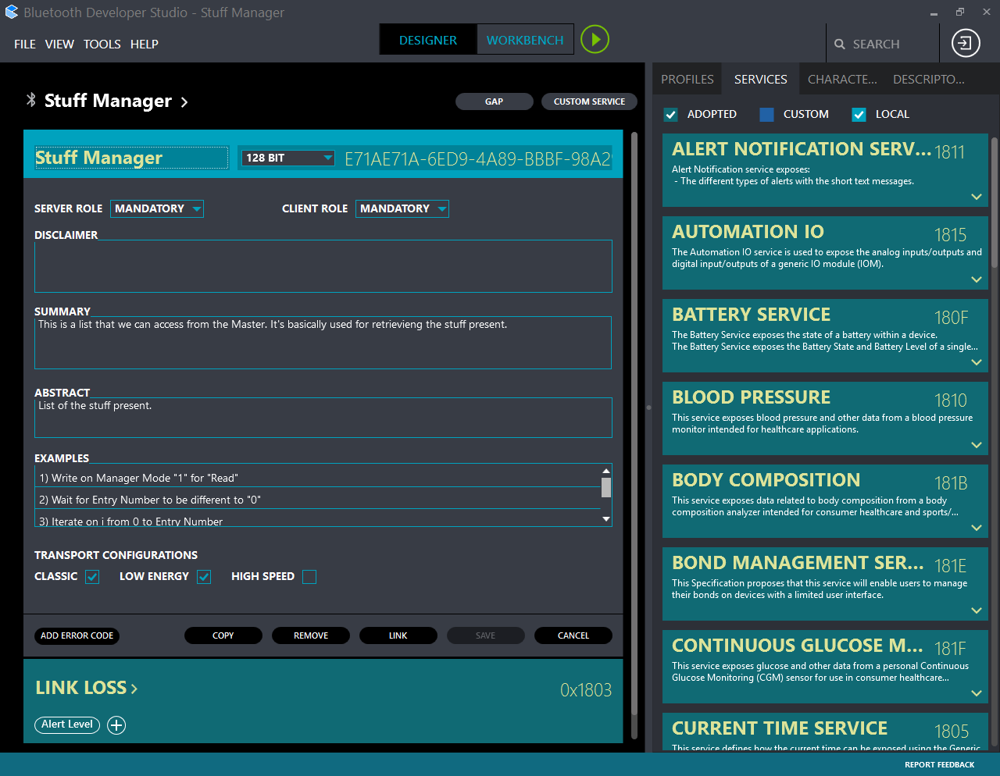 Bluetooth Developer Studio - Stuff Manager
FILE VIEW TOOLS HELP
DESIGNER WORKBENCH
SEARCH
Stuff Manager
GAP CUSTOM SERVICE
Stuff Manager 128 BIT E71AE71A-6ED9-4A89-BBBF-98A2
SERVER ROLE MANDATORY CLIENT ROLE MANDATORY
DISCLAIMER
SUMMARY
This is a list that we can access from the Master. It's basically used for retrievieng the stuff present.
ABSTRACT
List of the stuff present.
EXAMPLES
1) Write on Manager Mode "1" for "Read"
2) Wait for Entry Number to be different to "0"
3) Iterate on i from 0 to Entry Number
TRANSPORT CONFIGURATIONS
CLASSIC LOW ENERGY HIGH SPEED
ADD ERROR CODE COPY REMOVE LINK SAVE CANCEL
LINK LOSS 0x1803
Alert Level
PROFILES SERVICES CHARACTE... DESCRIPTO...
ADOPTED CUSTOM LOCAL
ALERT NOTIFICATION SERV... 1811
Alert Notification service exposes:
- The different types of alerts with the short text messages.
AUTOMATION IO 1815
The Automation IO service is used to expose the analog inputs/outputs and
digital input/outputs of a generic IO module (IOM).
BATTERY SERVICE 180F
The Battery Service exposes the state of a battery within a device.
The Battery Service exposes the Battery State and Battery Level of a single...
BLOOD PRESSURE 1810
This service exposes blood pressure and other data from a blood pressure
monitor intended for healthcare applications.
BODY COMPOSITION 181B
This service exposes data related to body composition from a body
composition analyzer intended for consumer healthcare and sports/...
BOND MANAGEMENT SER... 181E
This Specification proposes that this service will enable users to manage
their bonds on devices with a limited user interface.
CONTINUOUS GLUCOSE M... 181F
This service exposes glucose and other data from a personal Continuous
Glucose Monitoring (CGM) sensor for use in consumer healthcare...
CURRENT TIME SERVICE 1805
This service defines how the current time can be exposed using the Generic
REPORT FEEDBACK